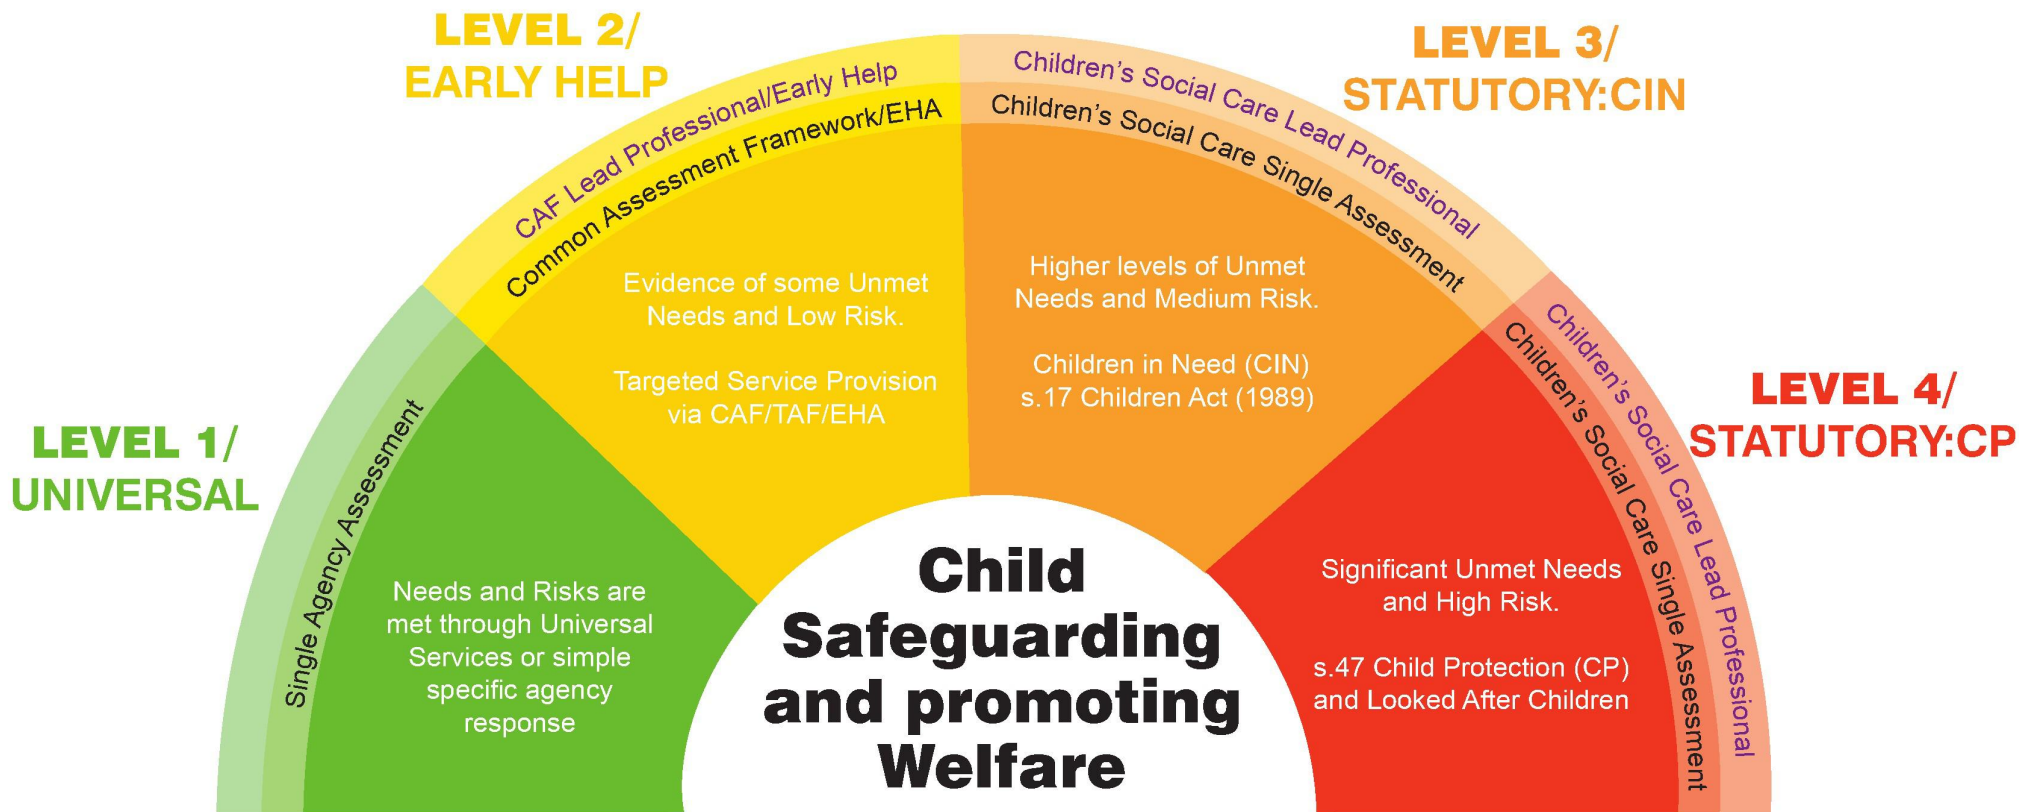 LEVEL 1/
UNIVERSAL
Single Agency Assessment
Needs and Risks are
met through Universal
Services or simple
specific agency
response
LEVEL 2/
EARLY HELP
CAF Lead Professional/Early Help
Common Assessment Framework/EHA
Evidence of some Unmet
Needs and Low Risk.
Targeted Service Provision
via CAF/TAF/EHA
LEVEL 3/
STATUTORY:CIN
Children's Social Care Lead Professional
Children's Social Care Single Assessment
Higher levels of Unmet
Needs and Medium Risk.
Children in Need (CIN)
s.17 Children Act (1989)
LEVEL 4/
STATUTORY:CP
Children's Social Care Lead Professional
Children's Social Care Single Assessment
Significant Unmet Needs
and High Risk.
s.47 Child Protection (CP)
and Looked After Children
Child
Safeguarding
and promoting
Welfare